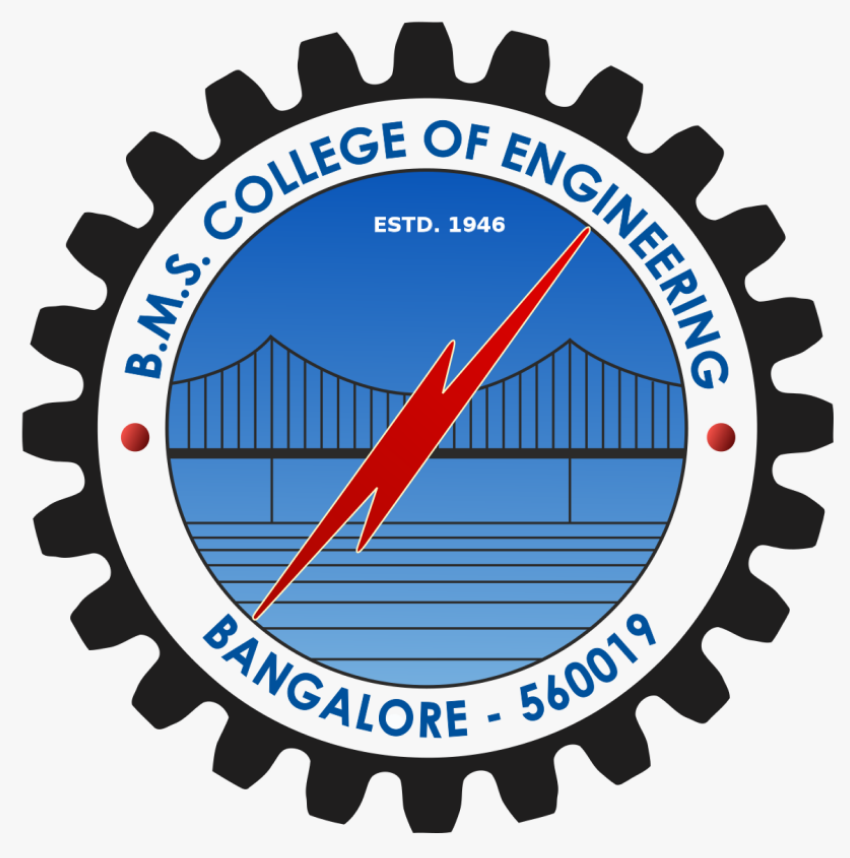 B.M.S. COLLEGE OF ENGINEERING
ESTD. 1946
BANGALORE - 560019